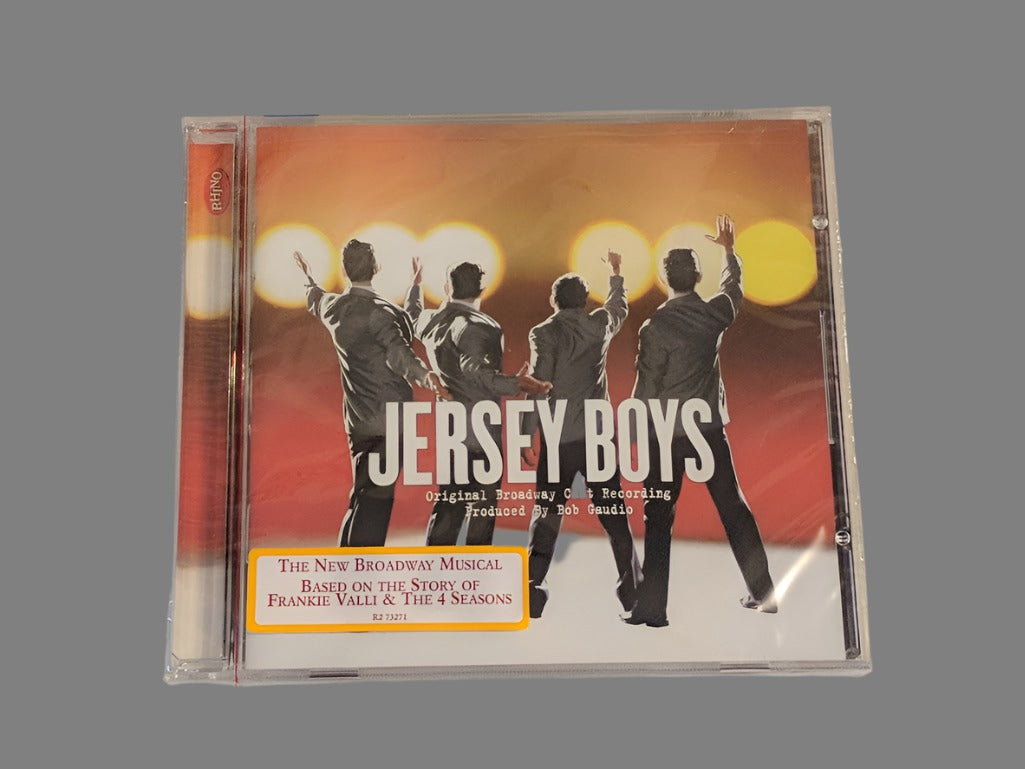 RHINO
JERSEY BOYS
Original Broadway Cast Recording
Produced By Bob Gaudio
THE NEW BROADWAY MUSICAL
BASED ON THE STORY OF
FRANKIE VALLI & THE 4 SEASONS
R2 73271